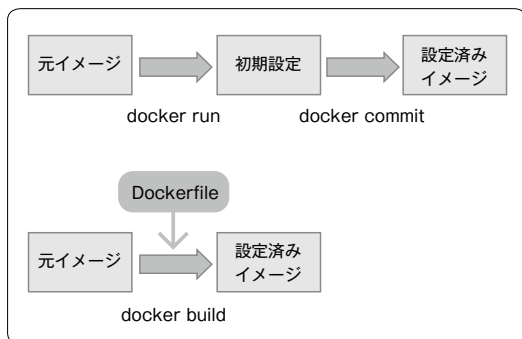 元イメージ
初期設定
設定済み
イメージ
docker run
docker commit
Dockerfile
元イメージ
設定済み
イメージ
docker build